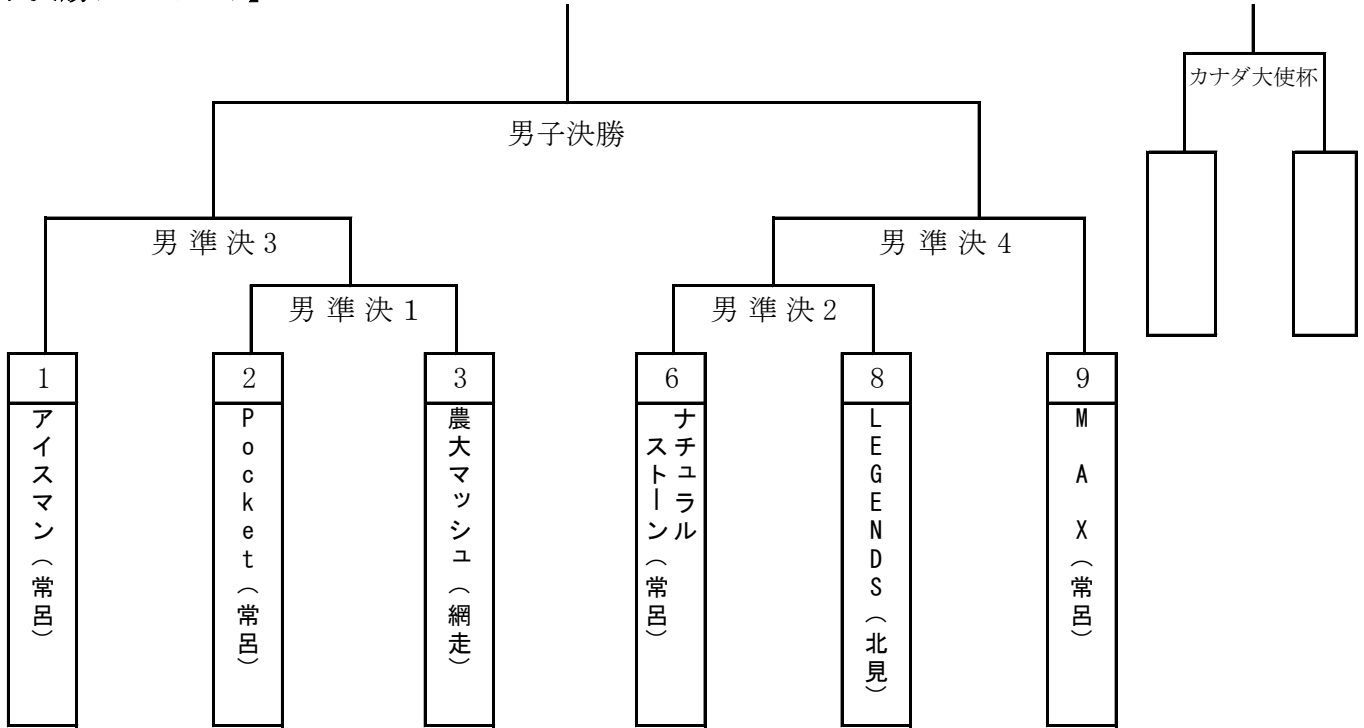 カナダ大使杯
男子決勝
男準決3
男準決4
男準決1
男準決2
1
2
3
6
8
9
アイスマン（常呂）
Pocket（常呂）
農大マッシュ（網走）
ナチュラル
ストーン（常呂）
LEGENDS（北見）
MAX（常呂）